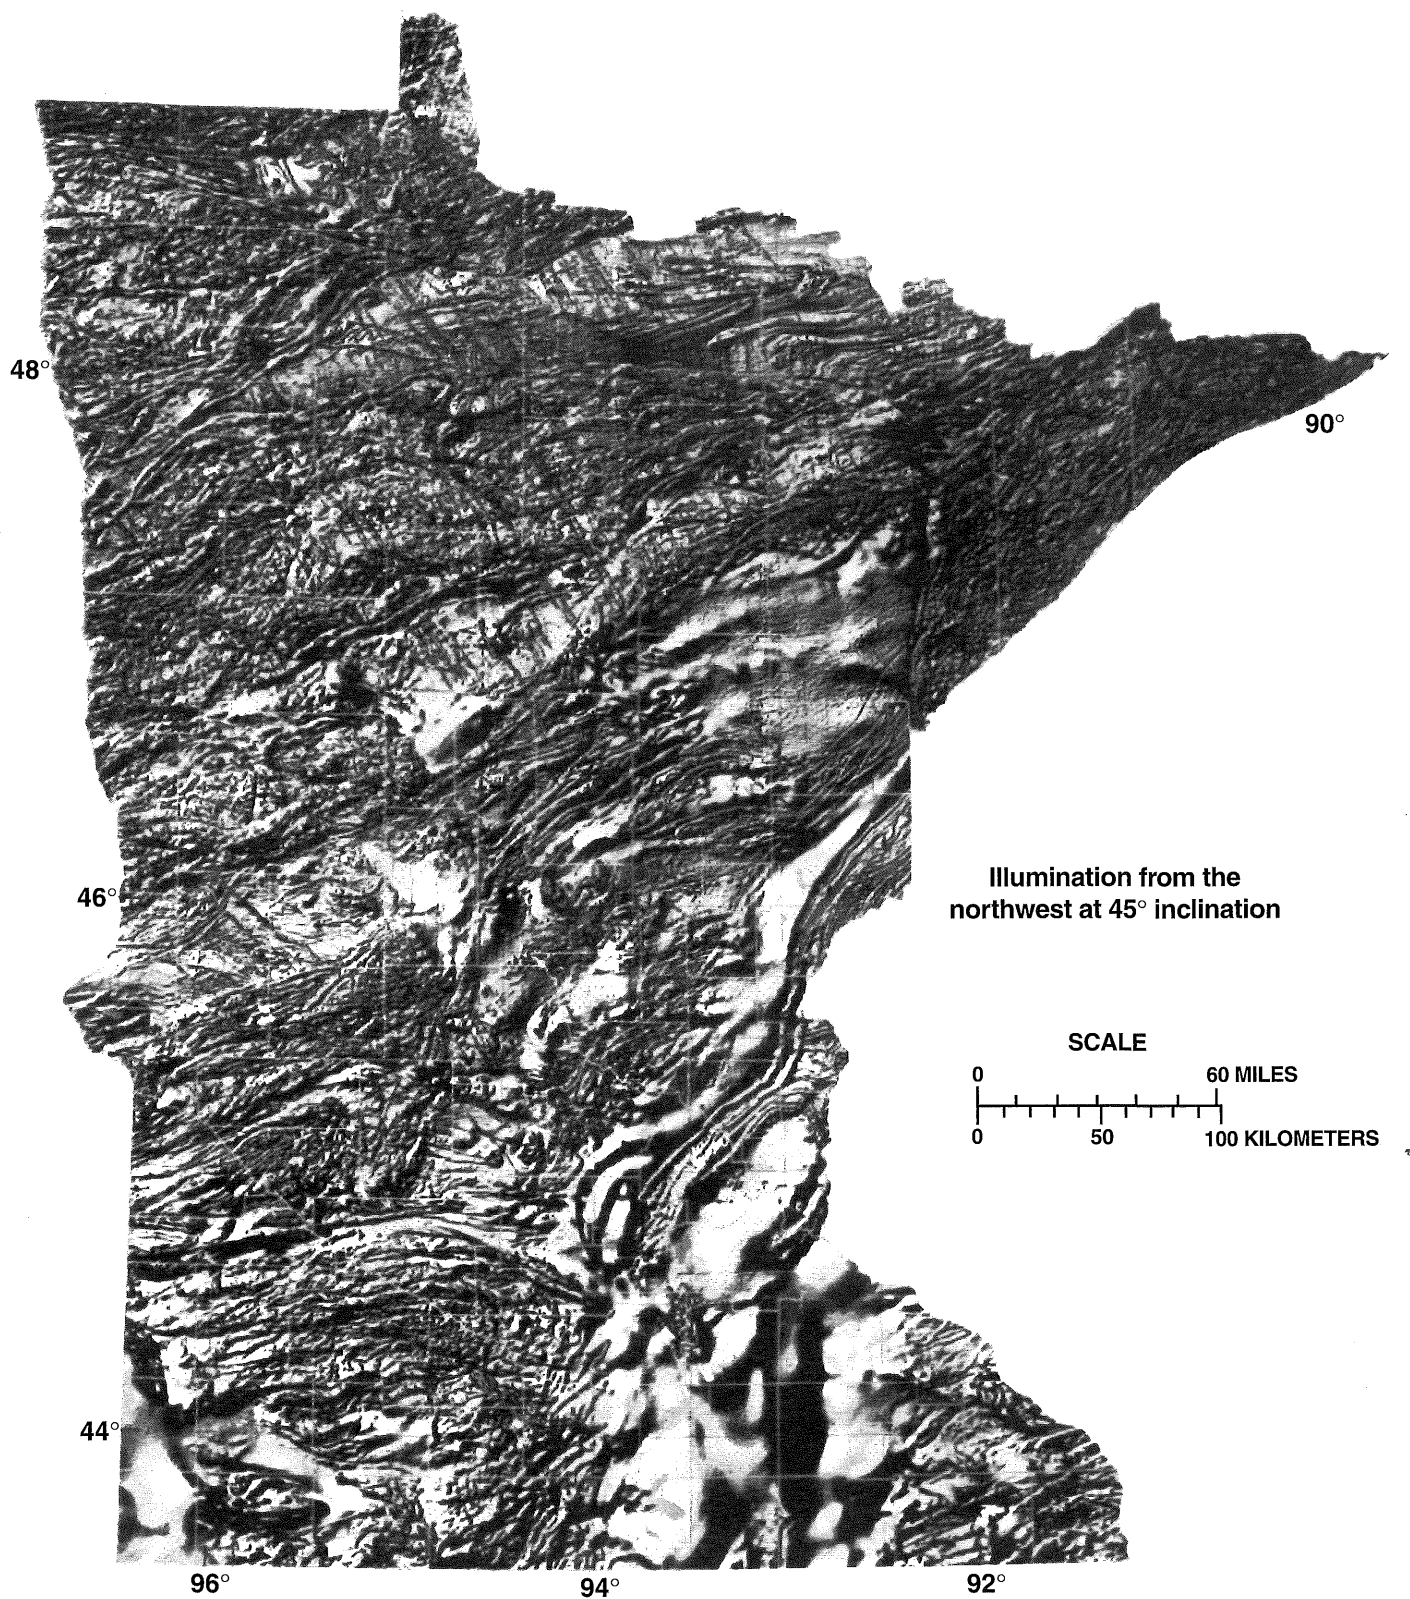 48°
90°
46°
Illumination from the
northwest at 45° inclination
SCALE
0 60 MILES
0 50 100 KILOMETERS
44°
96° 94° 92°